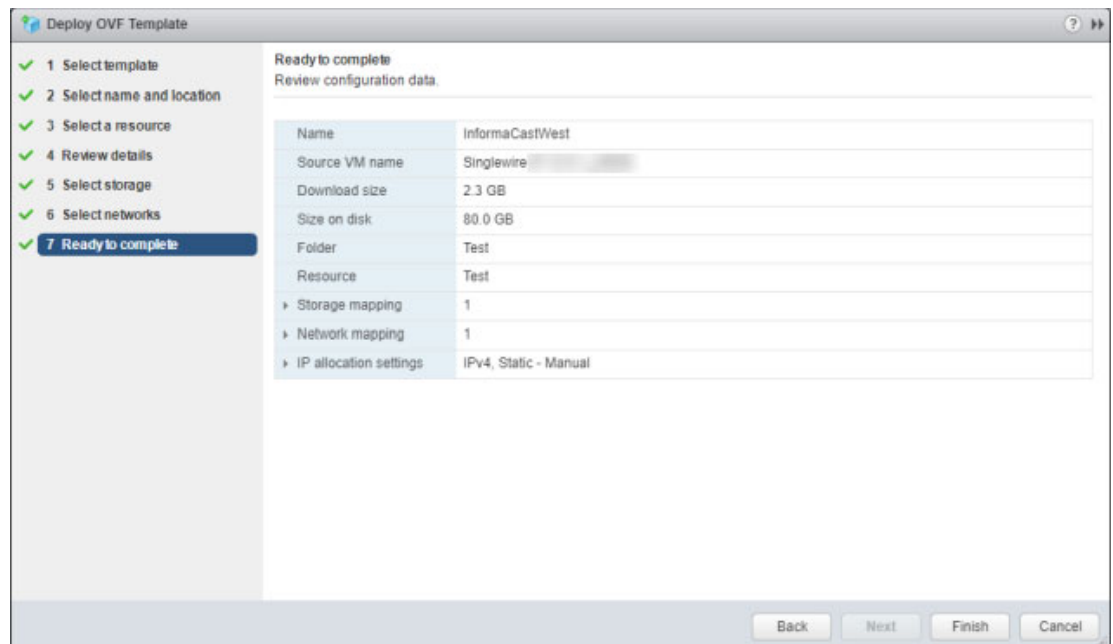 Deploy OVF Template
1 Select template
2 Select name and location
3 Select a resource
4 Review details
5 Select storage
6 Select networks
7 Ready to complete
Ready to complete
Review configuration data.
Name InformaCastWest
Source VM name Singlewire
Download size 2.3 GB
Size on disk 80.0 GB
Folder Test
Resource Test
Storage mapping 1
Network mapping 1
IP allocation settings IPv4, Static - Manual
Back Next Finish Cancel